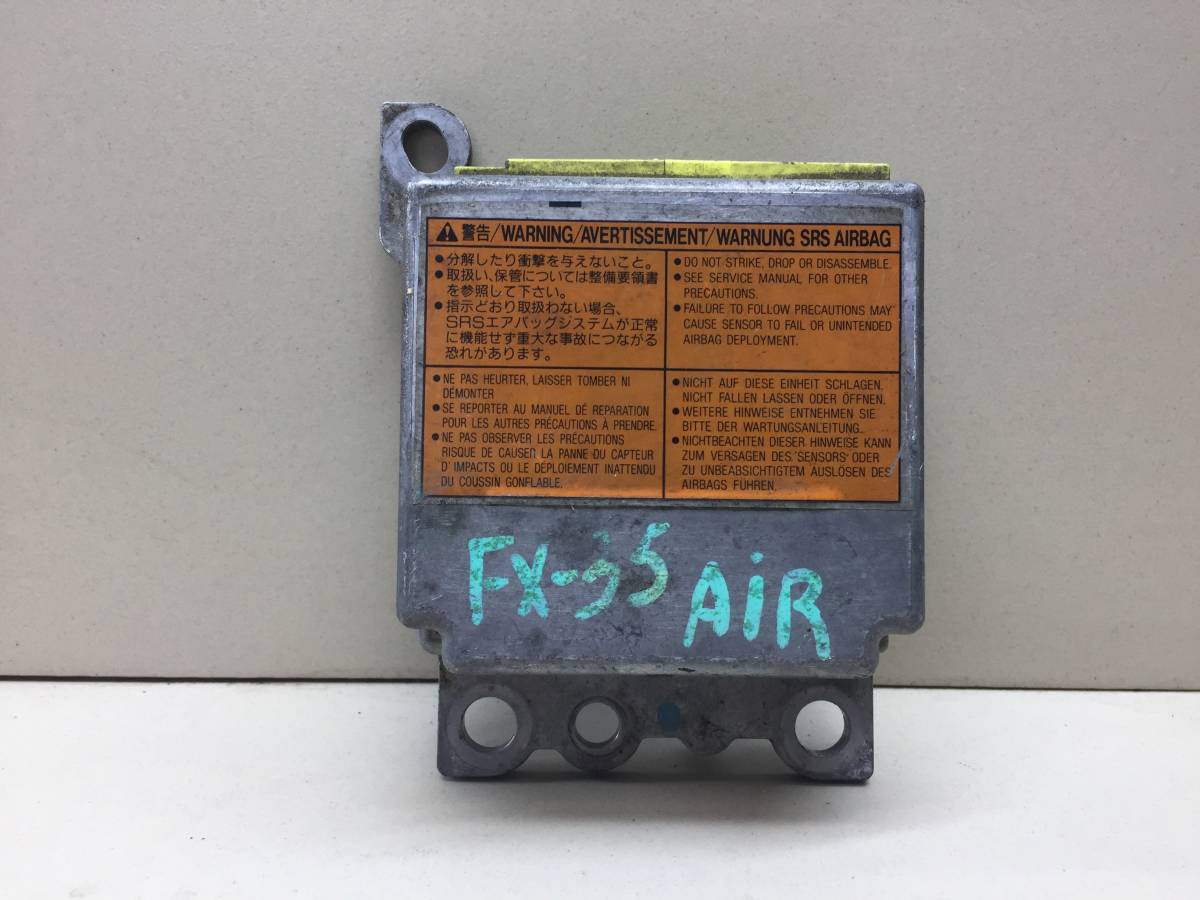 警告/WARNING/AVERTISSEMENT/WARNUNG SRS AIRBAG
●分解したり衝撃を与えないこと。
●取扱い、保管については整備要領書
を参照して下さい。
●指示どおり取扱わない場合、
SRSエアバッグシステムが正常
に機能せず重大な事故につながる
恐れがあります。
●DO NOT STRIKE, DROP OR DISASSEMBLE.
●SEE SERVICE MANUAL FOR OTHER
PRECAUTIONS.
●FAILURE TO FOLLOW PRECAUTIONS MAY
CAUSE SENSOR TO FAIL OR UNINTENDED
AIRBAG DEPLOYMENT.
●NE PAS HEURTER, LAISSER TOMBER NI
DÉMONTER
●SE REPORTER AU MANUEL DÉ REPARATION
POUR LES AUTRES PRÉCAUTIONS À PRENDRE.
●NE PAS OBSERVER LES PRÉCAUTIONS
RISQUE DE CAUSER LA PANNE DU CAPTEUR
D'IMPACTS OU LE DÉPLOIEMENT INATTENDU
DU COUSSIN GONFLABLE.
●NICHT AUF DIESE EINHEIT SCHLAGEN.
NICHT FALLEN LASSEN ODER ÖFFNEN.
●WEITERE HINWEISE ENTNEHMEN SIE
BITTE DER WARTUNGSANLEITUNG.
●NICHTBEACHTEN DIESER HINWEISE KANN
ZUM VERSAGEN DES 'SENSORS' ODER
ZU UNBEABSICHTIGTEM AUSLÖSEN DES
AIRBAGS FÜHREN.
FX-35 AiR